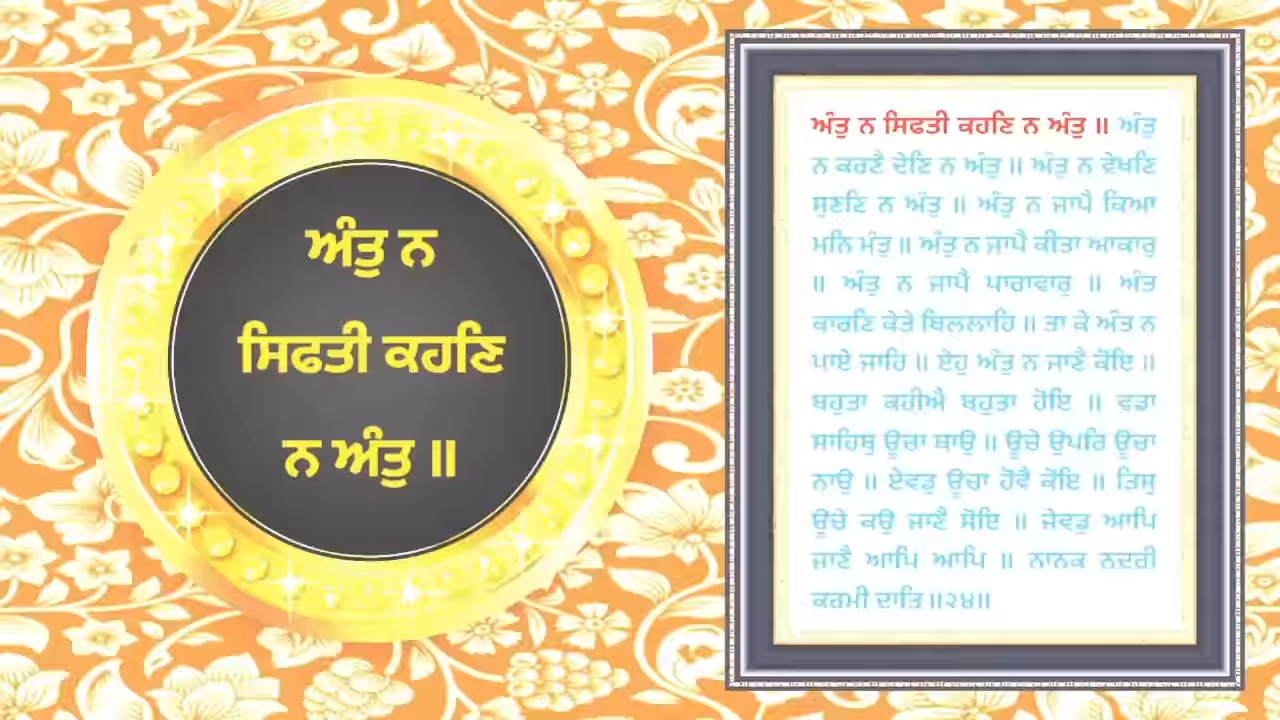 ਅੰਤੁ ਨ
ਸਿਫਤੀ ਕਹਣਿ
ਨ ਅੰਤੁ ॥
ਅੰਤੁ ਨ ਸਿਫਤੀ ਕਹਣਿ ਨ ਅੰਤੁ ॥ ਅੰਤੁ
ਨ ਕਰਣੈ ਦੇਣਿ ਨ ਅੰਤੁ ॥ ਅੰਤੁ ਨ ਵੇਖਣਿ
ਸੁਣਣਿ ਨ ਅੰਤੁ ॥ ਅੰਤੁ ਨ ਜਾਪੈ ਕਿਆ
ਮਨਿ ਮੰਤੁ ॥ ਅੰਤੁ ਨ ਜਾਪੈ ਕੀਤਾ ਆਕਾਰੁ
॥ ਅੰਤੁ ਨ ਜਾਪੈ ਪਾਰਾਵਾਰੁ ॥ ਅੰਤ
ਕਾਰਣਿ ਕੇਤੇ ਬਿਲਲਾਹਿ ॥ ਤਾ ਕੇ ਅੰਤ ਨ
ਪਾਏ ਜਾਹਿ ॥ ਏਹੁ ਅੰਤੁ ਨ ਜਾਣੈ ਕੋਇ ॥
ਬਹੁਤਾ ਕਹੀਐ ਬਹੁਤਾ ਹੋਇ ॥ ਵਡਾ
ਸਾਹਿਬੁ ਊਚਾ ਥਾਉ ॥ ਊਚੇ ਉਪਰਿ ਊਚਾ
ਨਾਉ ॥ ਏਵਡੁ ਊਚਾ ਹੋਵੈ ਕੋਇ ॥ ਤਿਸੁ
ਊਚੇ ਕਉ ਜਾਣੈ ਸੋਇ ॥ ਜੇਵਡੁ ਆਪਿ
ਜਾਣੈ ਆਪਿ ਆਪਿ ॥ ਨਾਨਕ ਨਦਰੀ
ਕਰਮੀ ਦਾਤਿ ॥੨੪॥